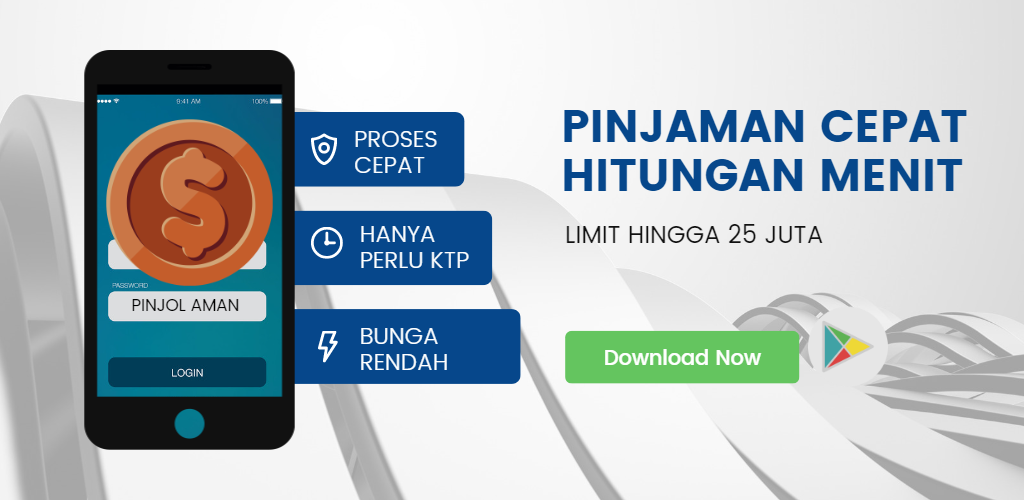 9:41 AM
100%
PASSWORD
PINJOL AMAN
LOGIN
PROSES
CEPAT
HANYA
PERLU KTP
BUNGA
RENDAH
PINJAMAN CEPAT
HITUNGAN MENIT
LIMIT HINGGA 25 JUTA
Download Now